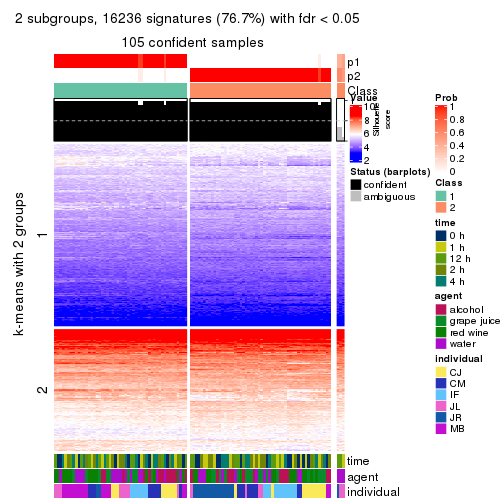 2 subgroups, 16236 signatures (76.7%) with fdr < 0.05
105 confident samples
p1
p2
Class
Silhouette
score
k-means with 2 groups
1
2
time
agent
individual
Value
10
8
6
4
2
Status (barplots)
confident
ambiguous
Prob
1
0.8
0.6
0.4
0.2
0
Class
1
2
time
0 h
1 h
12 h
2 h
4 h
agent
alcohol
grape juice
red wine
water
individual
CJ
CM
IF
JL
JR
MB